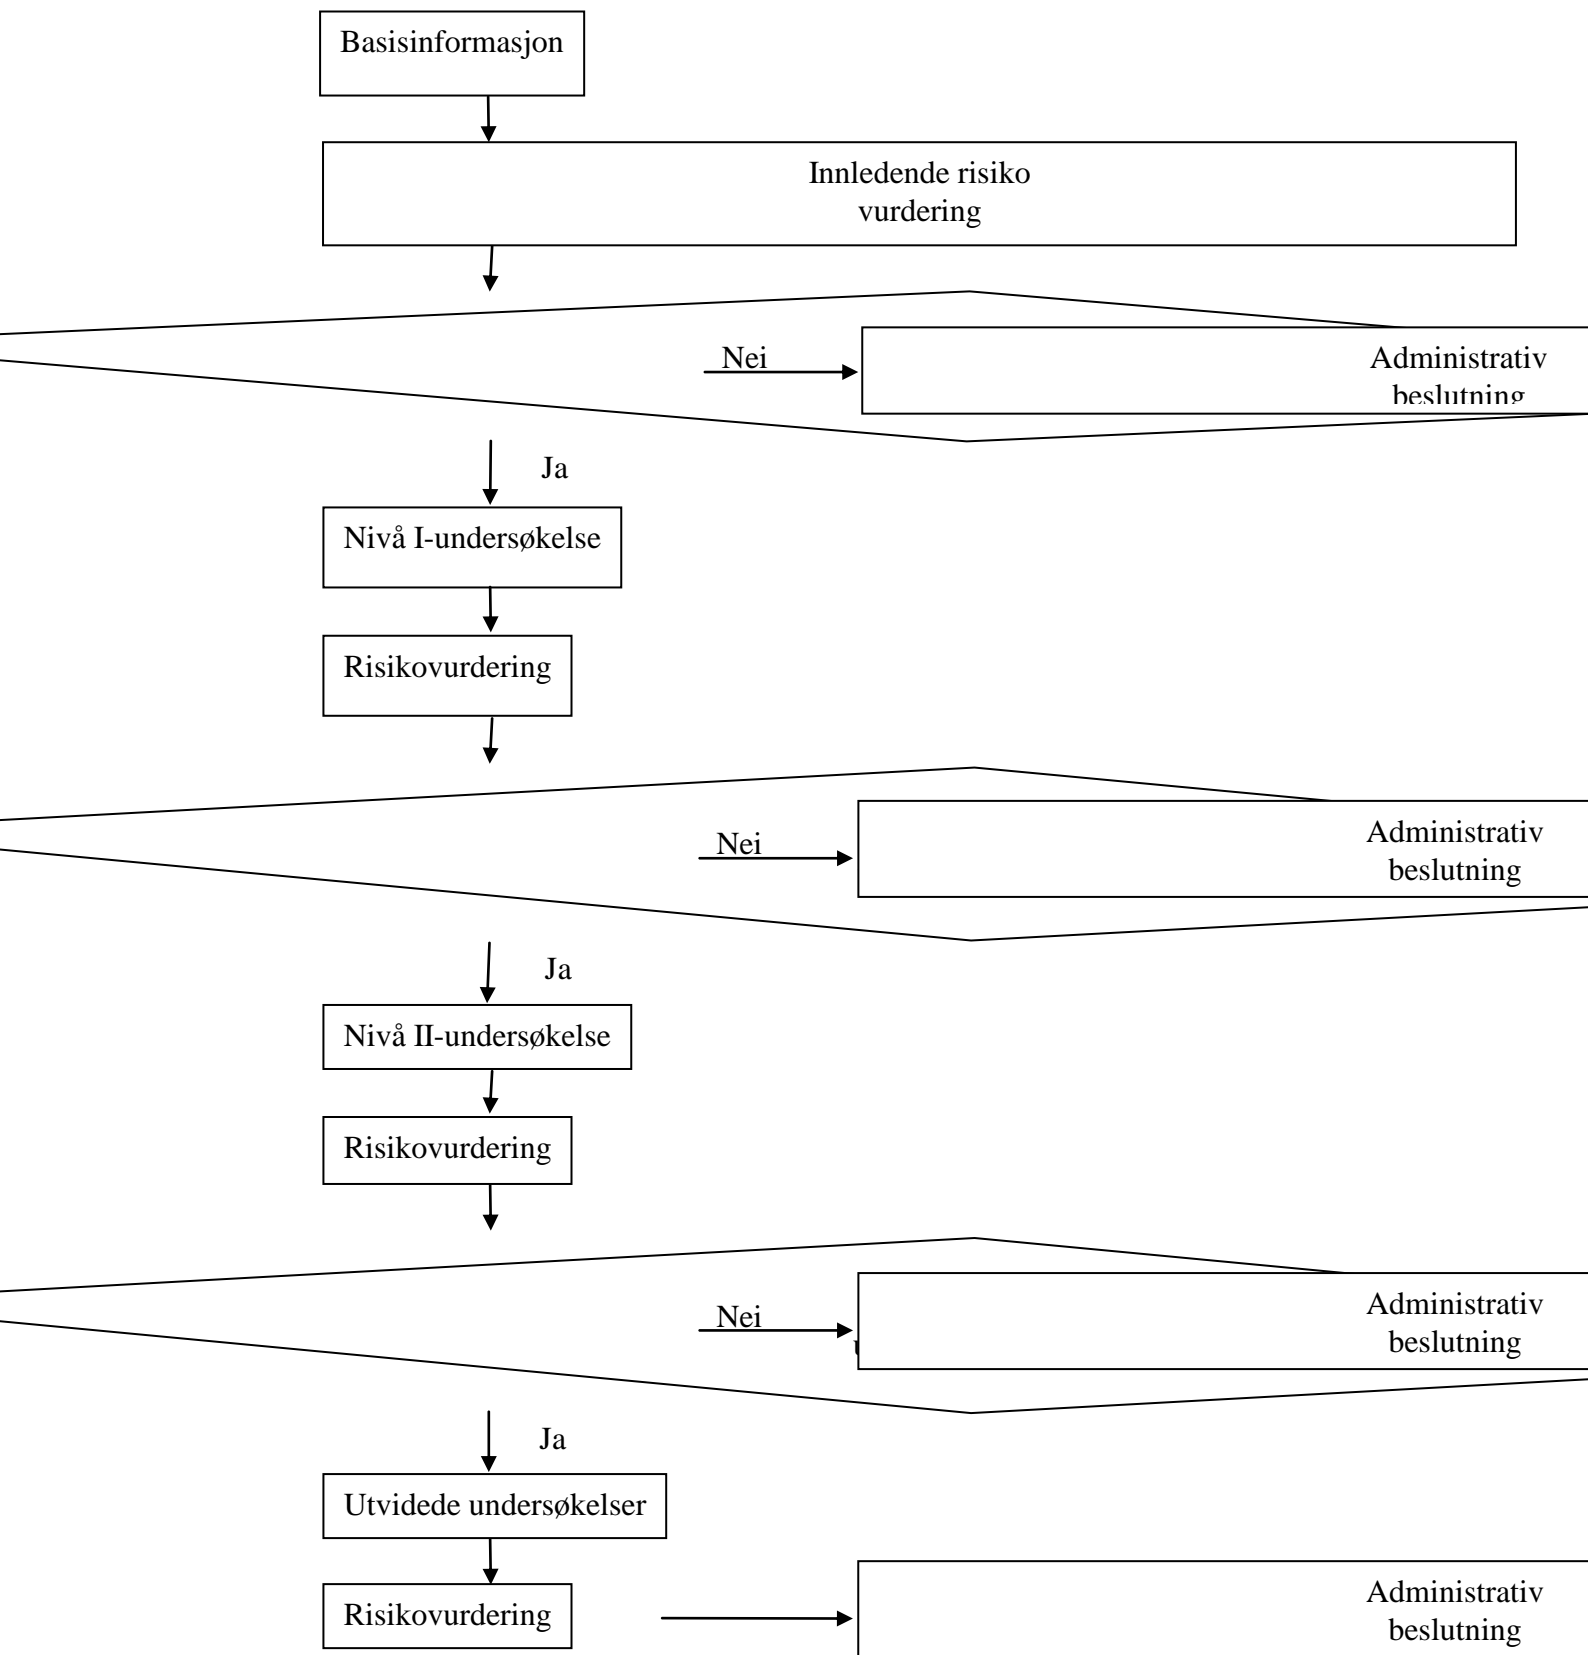 Basisinformasjon
Innledende risiko
vurdering
Nei
Administrativ
beslutning
Ja
Nivå I-undersøkelse
Risikovurdering
Nei
Administrativ
beslutning
Ja
Nivå II-undersøkelse
Risikovurdering
Nei
Administrativ
beslutning
Ja
Utvidede undersøkelser
Risikovurdering
Administrativ
beslutning